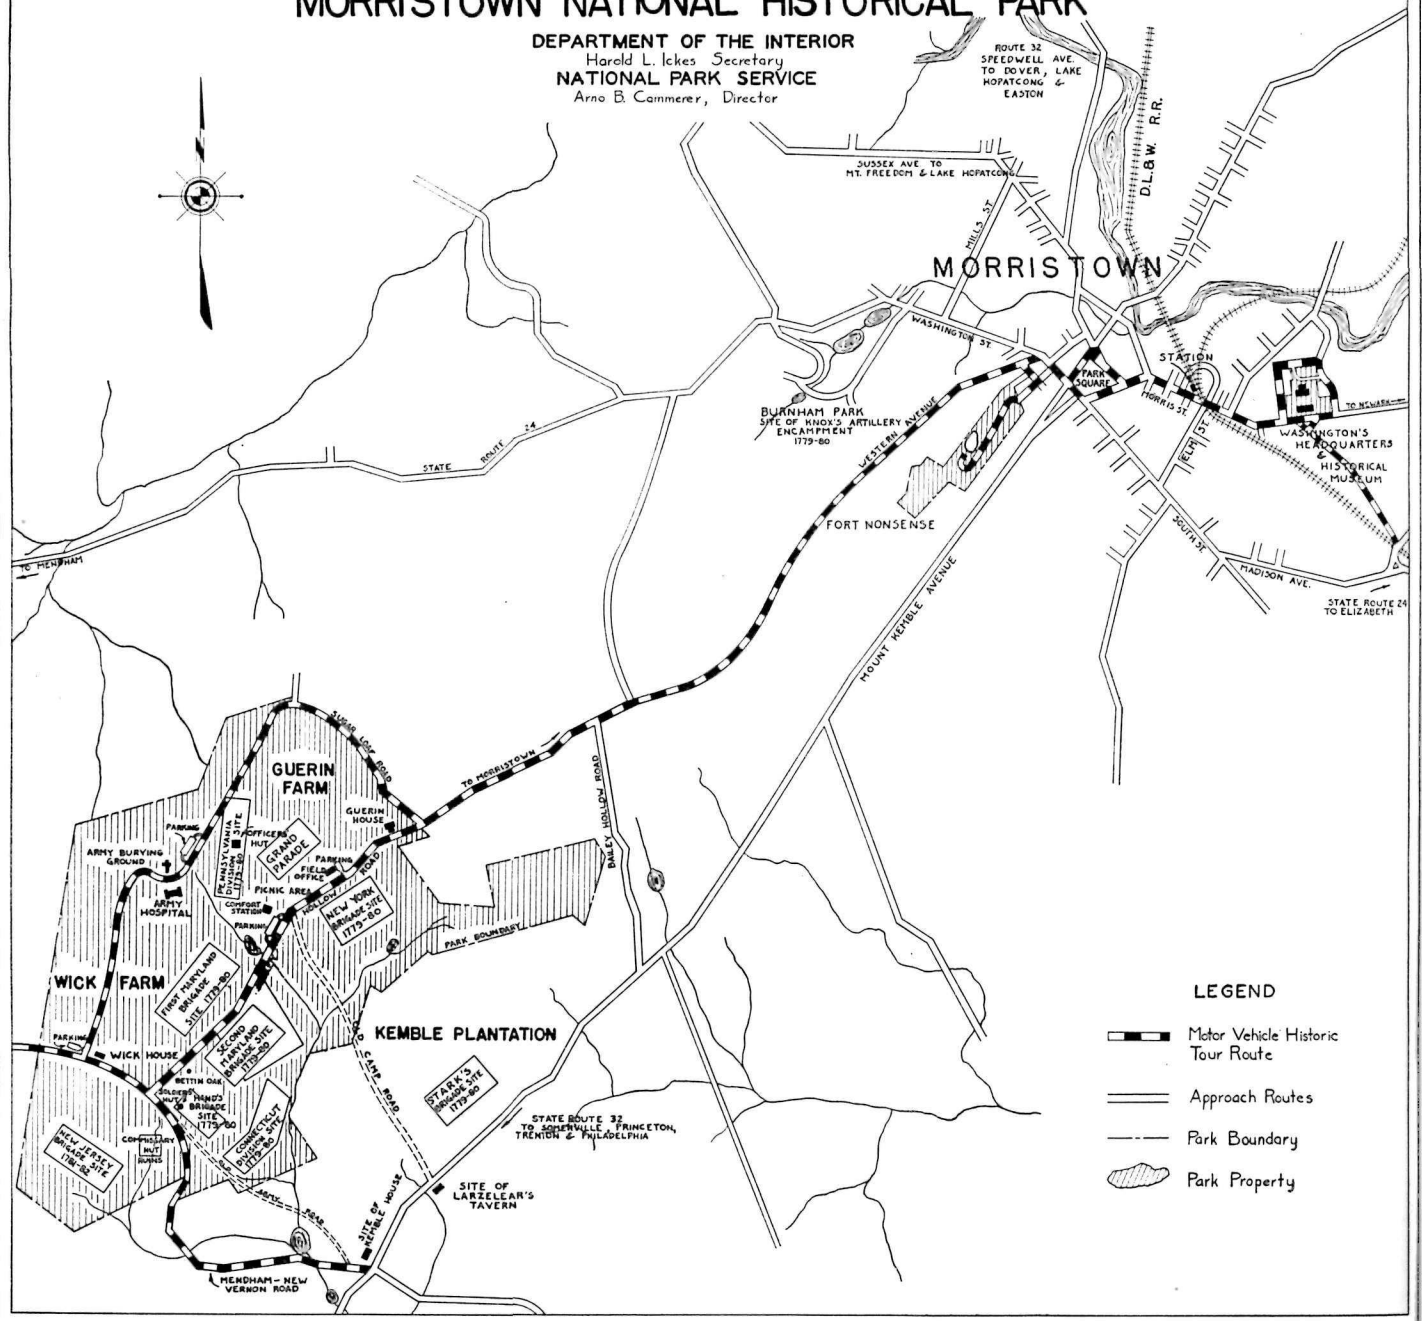 MORRISTOWN NATIONAL HISTORICAL PARK
DEPARTMENT OF THE INTERIOR
Harold L. Ickes Secretary
NATIONAL PARK SERVICE
Arno B. Cammerer, Director
ROUTE 32
SPEEDWELL AVE.
TO DOVER, LAKE
HOPATCONG &
EASTON
D.L.&W. R.R.
SUSSEX AVE. TO
MT. FREEDOM & LAKE HOPATCONG
MILLS ST.
MORRISTOWN
WASHINGTON ST.
STATION
PARK
SQUARE
MORRIS ST.
ELM ST.
TO NEWARK
WASHINGTON'S
HEADQUARTERS
&
HISTORICAL
MUSEUM
BURNHAM PARK
SITE OF KNOX'S ARTILLERY
ENCAMPMENT
1779-80
WESTERN AVENUE
STATE ROUTE 24
FORT NONSENSE
SOUTH ST.
MADISON AVE.
STATE ROUTE 24
TO ELIZABETH
TO MENDHAM
MOUNT KEMBLE AVENUE
SUGAR LOAF ROAD
GUERIN
FARM
TO MORRISTOWN
BAILEY HOLLOW ROAD
GUERIN
HOUSE
PARKING
PENNSYLVANIA
DIVISION SITE
1779-80
OFFICERS
HUT
GRAND
PARADE
ARMY BURYING
GROUND
PARKING
FIELD
OFFICE
HOLLOW ROAD
PICNIC AREA
COMFORT
STATION
PARKING
ARMY
HOSPITAL
NEW YORK
BRIGADE SITE
1779-80
PARK BOUNDARY
WICK FARM
FIRST MARYLAND
BRIGADE
SITE 1779-80
SECOND
MARYLAND
BRIGADE SITE
1779-80
KEMBLE PLANTATION
OLD CAMP ROAD
STARK'S
BRIGADE SITE
1779-80
PARKING
WICK HOUSE
BETTIN OAK
SOLDIERS'
HUT
HAND'S
BRIGADE
SITE
1779-80
CONNECTICUT
DIVISION SITE
1779-80
COMMISSARY
HUT
RUINS
NEW JERSEY
BRIGADE SITE
1781-82
STATE ROUTE 32
TO SOMERVILLE, PRINCETON,
TRENTON & PHILADELPHIA
SITE OF
LARZELEAR'S
TAVERN
SITE OF
KEMBLE HOUSE
MENDHAM-NEW
VERNON ROAD
LEGEND
Motor Vehicle Historic
Tour Route
Approach Routes
Park Boundary
Park Property